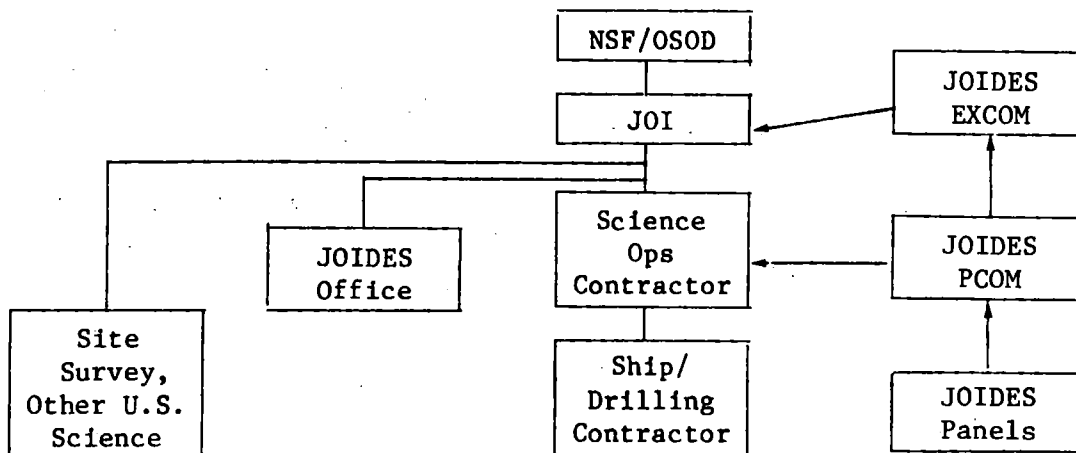 NSF/OSOD
JOI
JOIDES
EXCOM
Science
Ops
Contractor
JOIDES
Office
JOIDES
PCOM
Site
Survey,
Other U.S.
Science
Ship/
Drilling
Contractor
JOIDES
Panels